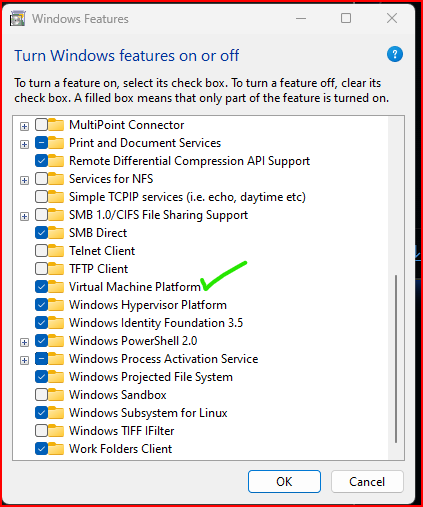 Windows Features
Turn Windows features on or off
?
To turn a feature on, select its check box. To turn a feature off, clear its
check box. A filled box means that only part of the feature is turned on.
MultiPoint Connector
Print and Document Services
Remote Differential Compression API Support
Services for NFS
Simple TCPIP services (i.e. echo, daytime etc)
SMB 1.0/CIFS File Sharing Support
SMB Direct
Telnet Client
TFTP Client
Virtual Machine Platform
Windows Hypervisor Platform
Windows Identity Foundation 3.5
Windows PowerShell 2.0
Windows Process Activation Service
Windows Projected File System
Windows Sandbox
Windows Subsystem for Linux
Windows TIFF IFilter
Work Folders Client
OK Cancel